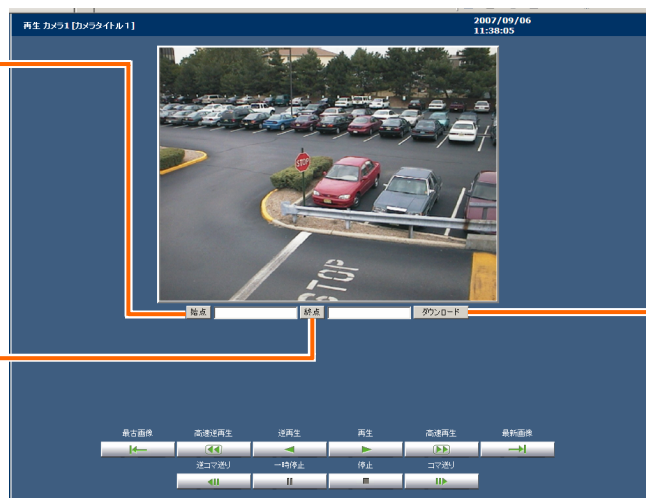 再生 カメラ1 [カメラタイトル1]
2007/09/06
11:38:05
STOP
STOP
始点 終点 ダウンロード
最古画像 高速逆再生 逆再生 再生 高速再生 最新画像
逆コマ送り 一時停止 停止 コマ送り